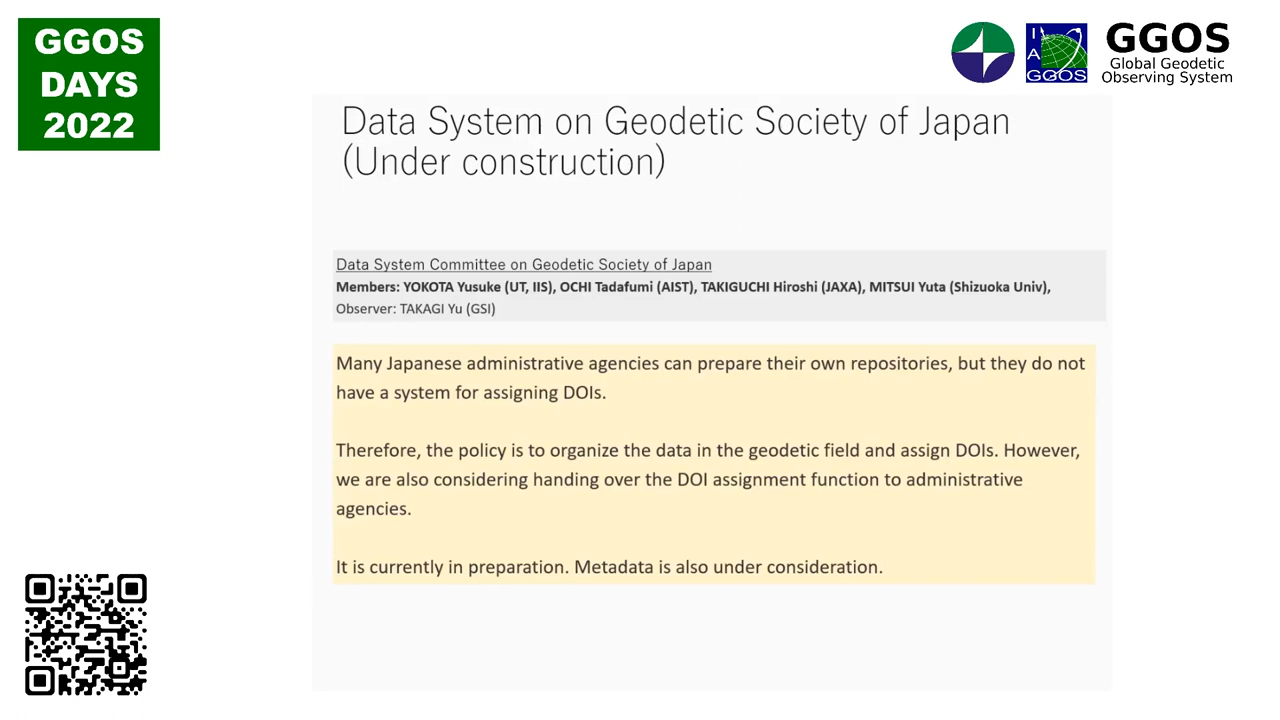 GGOS
DAYS
2022
I
A
G
GGOS
GGOS
Global Geodetic
Observing System
Data System on Geodetic Society of Japan
(Under construction)
Data System Committee on Geodetic Society of Japan
Members: YOKOTA Yusuke (UT, IIS), OCHI Tadafumi (AIST), TAKIGUCHI Hiroshi (JAXA), MITSUI Yuta (Shizuoka Univ),
Observer: TAKAGI Yu (GSI)
Many Japanese administrative agencies can prepare their own repositories, but they do not
have a system for assigning DOIs.
Therefore, the policy is to organize the data in the geodetic field and assign DOIs. However,
we are also considering handing over the DOI assignment function to administrative
agencies.
It is currently in preparation. Metadata is also under consideration.